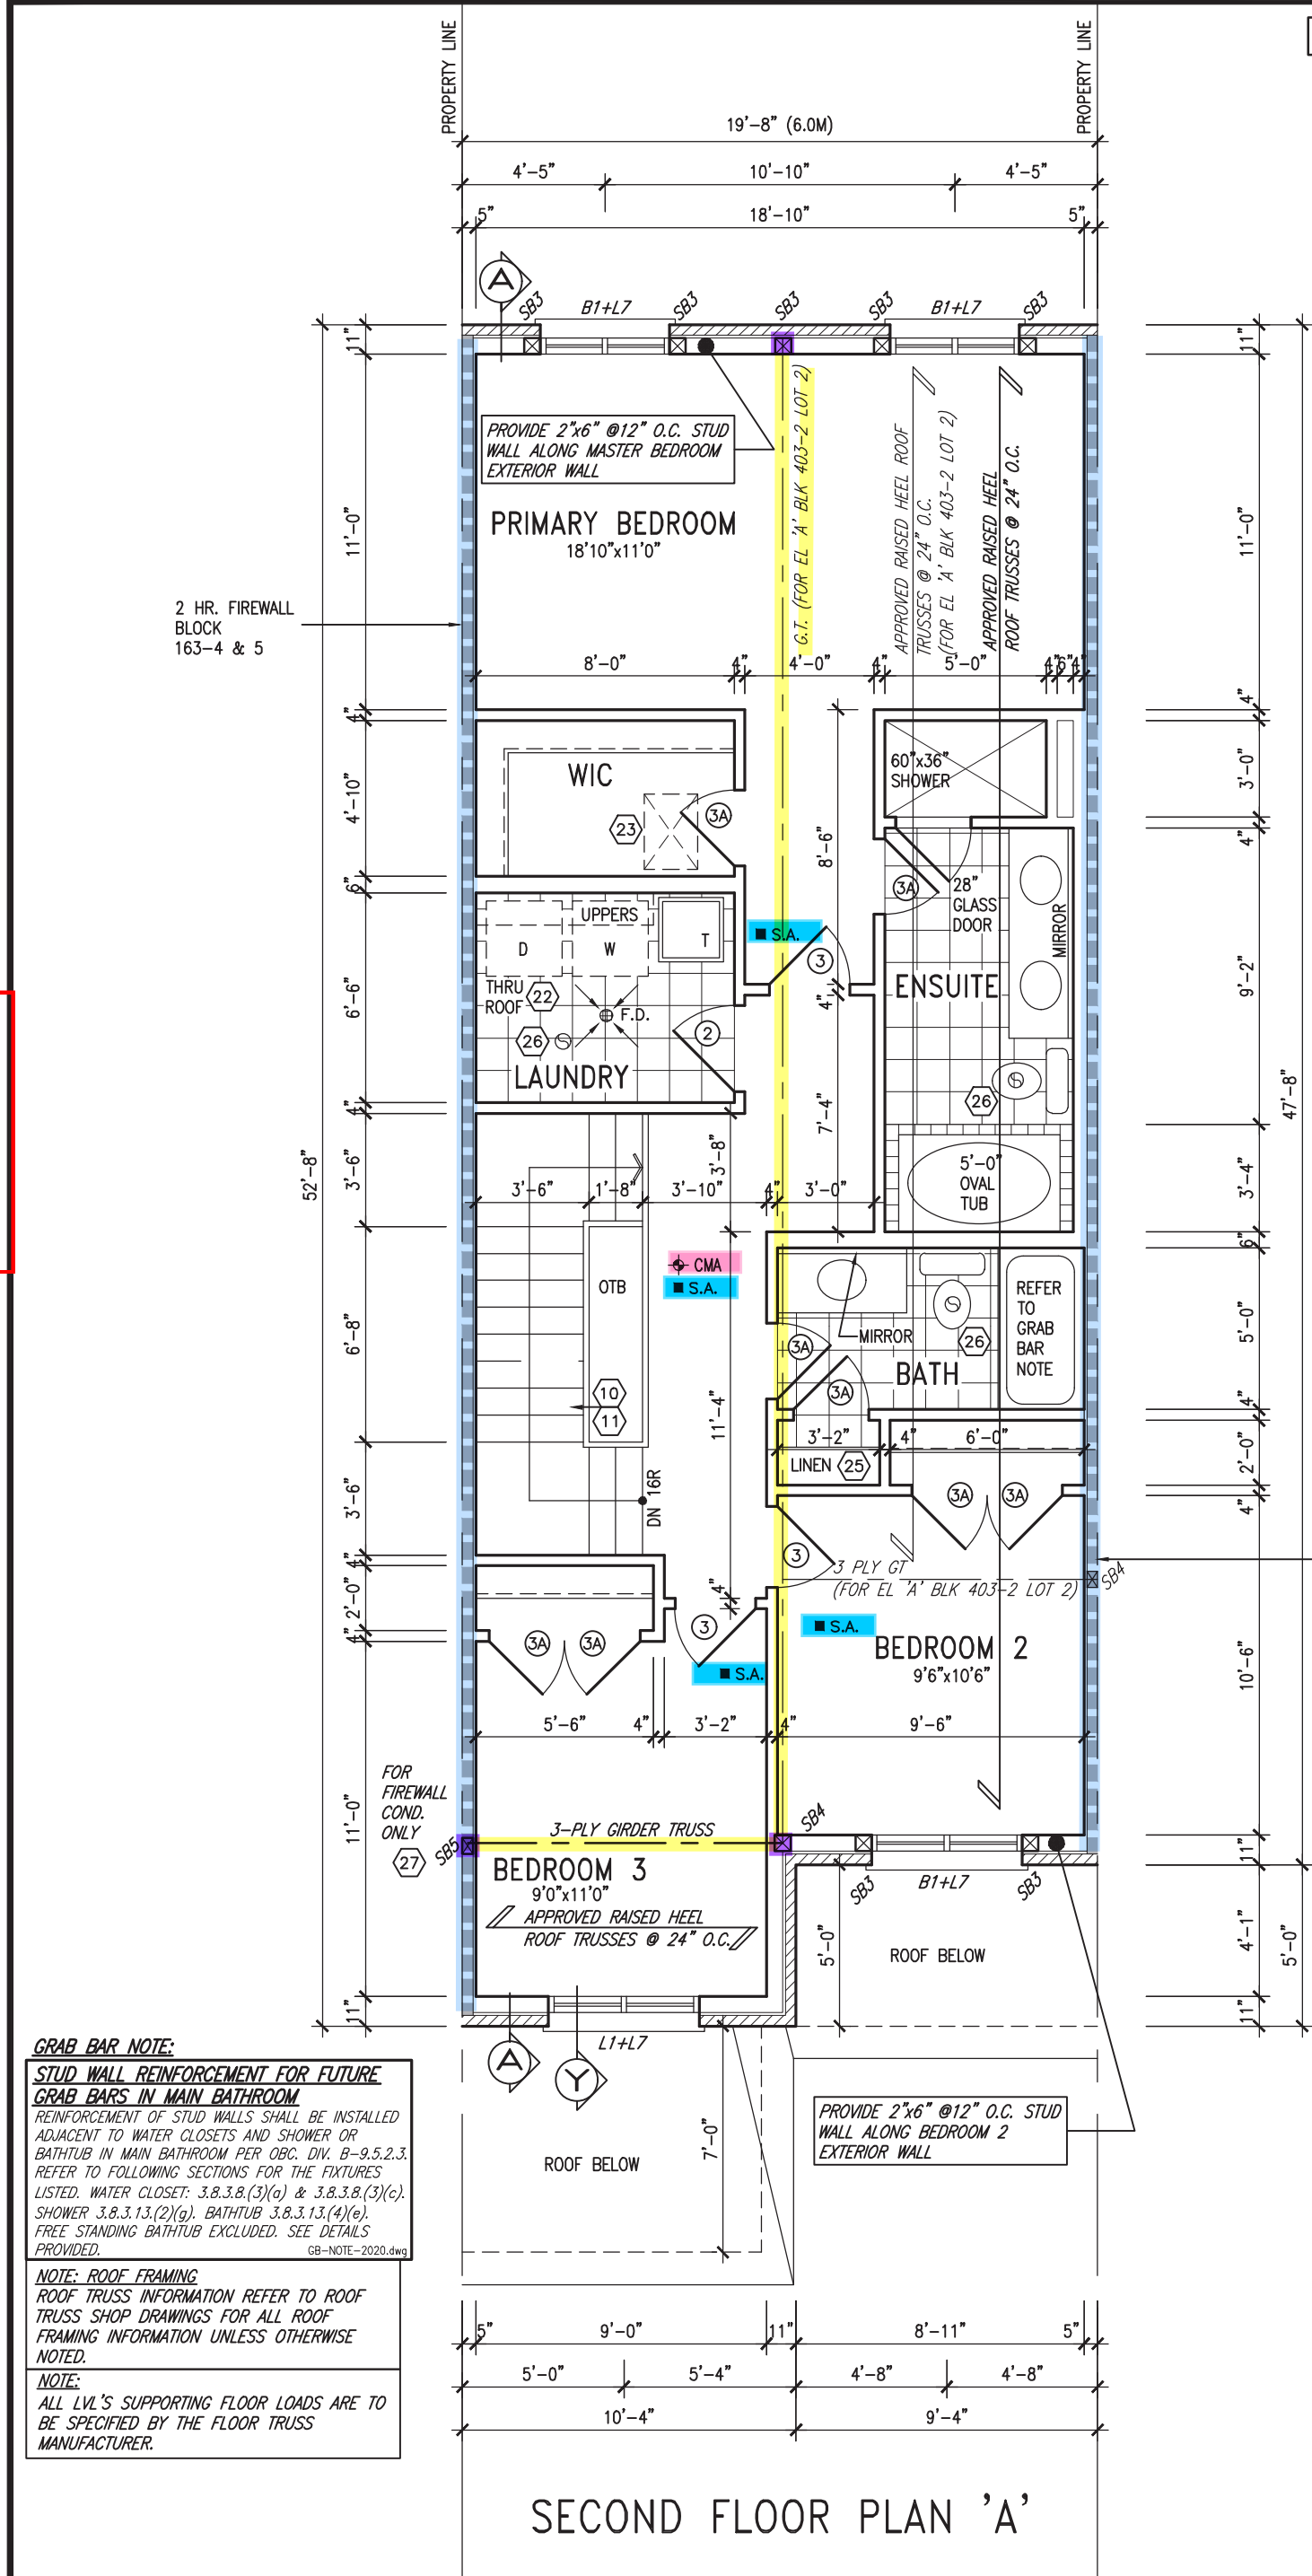 PROPERTY LINE
PROPERTY LINE
19'-8" (6.0M)
4'-5"
10'-10"
4'-5"
5"
18'-10"
5"
A
SB3
B1+L7
SB3
SB3
SB3
B1+L7
SB3
11"
11"
PROVIDE 2"x6" @12" O.C. STUD
WALL ALONG MASTER BEDROOM
EXTERIOR WALL
G.T. (FOR EL 'A' BLK 403-2 LOT 2)
APPROVED RAISED HEEL ROOF
TRUSSES @ 24" O.C.
(FOR EL 'A' BLK 403-2 LOT 2)
APPROVED RAISED HEEL
ROOF TRUSSES @ 24" O.C.
PRIMARY BEDROOM
18'10"x11'0"
11'-0"
11'-0"
2 HR. FIREWALL
BLOCK
163-4 & 5
8'-0"
4"
4'-0"
4"
5'-0"
4"
6"
4"
4"
4"
WIC
60"x36"
SHOWER
4'-10"
3'-0"
23
3A
8'-6"
4"
6"
3A
28"
GLASS
DOOR
MIRROR
UPPERS
D
W
T
S.A.
3
THRU
ROOF
22
F.D.
26
2
LAUNDRY
ENSUITE
6'-6"
4"
9'-2"
26
7'-4"
47'-8"
4"
3'-8"
52'-8"
3'-6"
3'-6"
1'-8"
3'-10"
4"
3'-0"
5'-0"
OVAL
TUB
3'-4"
6"
CMA
S.A.
OTB
REFER
TO
GRAB
BAR
NOTE
MIRROR
3A
26
BATH
3A
5'-0"
6'-8"
10
11
11'-4"
4"
3'-2"
4"
6'-0"
LINEN
25
2'-0"
DN 16R
3A
3A
3'-6"
4"
3
3 PLY GT
(FOR EL 'A' BLK 403-2 LOT 2)
SB4
4"
4"
2'-0"
4"
3A
3A
3
S.A.
S.A.
BEDROOM 2
9'6"x10'6"
10'-6"
5'-6"
4"
3'-2"
4"
9'-6"
FOR
FIREWALL
COND.
ONLY
27
SB5
11'-0"
3-PLY GIRDER TRUSS
SB4
BEDROOM 3
9'0"x11'0"
APPROVED RAISED HEEL
ROOF TRUSSES @ 24" O.C.
SB3
B1+L7
SB3
11"
5'-0"
ROOF BELOW
4'-1"
5'-0"
11"
11"
L1+L7
A
Y
GRAB BAR NOTE:
STUD WALL REINFORCEMENT FOR FUTURE
GRAB BARS IN MAIN BATHROOM
REINFORCEMENT OF STUD WALLS SHALL BE INSTALLED
ADJACENT TO WATER CLOSETS AND SHOWER OR
BATHTUB IN MAIN BATHROOM PER OBC. DIV. B-9.5.2.3.
REFER TO FOLLOWING SECTIONS FOR THE FIXTURES
LISTED. WATER CLOSET: 3.8.3.8.(3)(a) & 3.8.3.8.(3)(c).
SHOWER 3.8.3.13.(2)(g). BATHTUB 3.8.3.13.(4)(e).
FREE STANDING BATHTUB EXCLUDED. SEE DETAILS
PROVIDED.
GB-NOTE-2020.dwg
NOTE: ROOF FRAMING
ROOF TRUSS INFORMATION REFER TO ROOF
TRUSS SHOP DRAWINGS FOR ALL ROOF
FRAMING INFORMATION UNLESS OTHERWISE
NOTED.
NOTE:
ALL LVL'S SUPPORTING FLOOR LOADS ARE TO
BE SPECIFIED BY THE FLOOR TRUSS
MANUFACTURER.
ROOF BELOW
7'-0"
PROVIDE 2"x6" @12" O.C. STUD
WALL ALONG BEDROOM 2
EXTERIOR WALL
5"
9'-0"
11"
8'-11"
5"
5'-0"
5'-4"
4'-8"
4'-8"
10'-4"
9'-4"
SECOND FLOOR PLAN 'A'